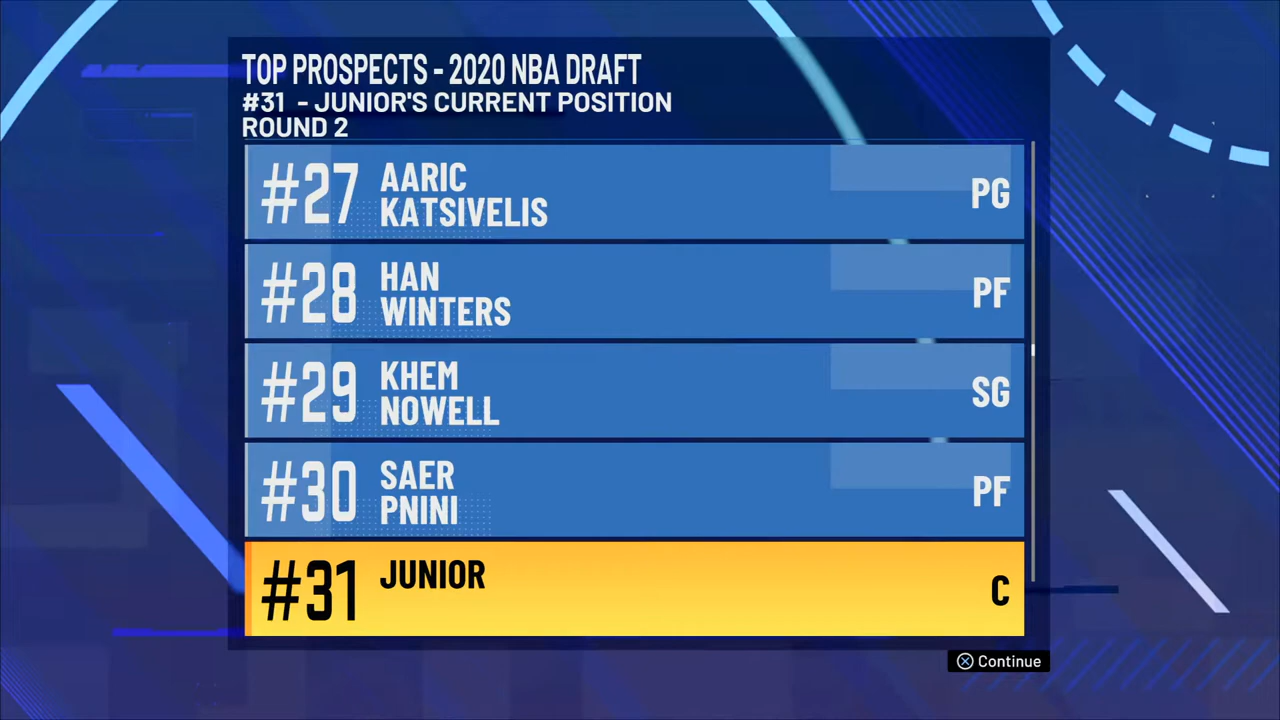 TOP PROSPECTS - 2020 NBA DRAFT
#31 - JUNIOR'S CURRENT POSITION
ROUND 2
#27 AARIC KATSIVELIS PG
#28 HAN WINTERS PF
#29 KHEM NOWELL SG
#30 SAER PNINI PF
#31 JUNIOR C
Continue